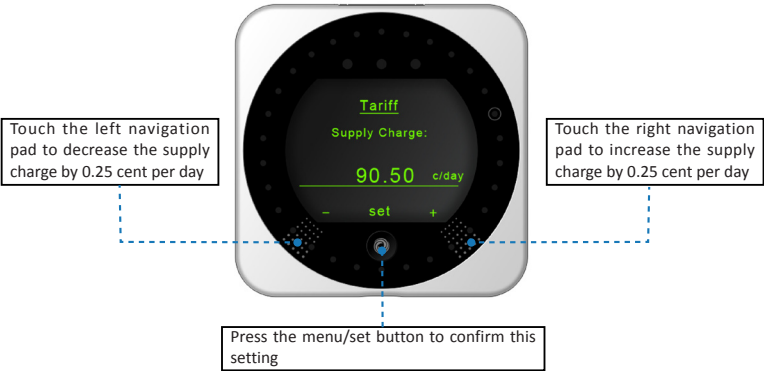 Tariff
Supply Charge:
90.50 c/day
– set +
Touch the left navigation
pad to decrease the supply
charge by 0.25 cent per day
Touch the right navigation
pad to increase the supply
charge by 0.25 cent per day
Press the menu/set button to confirm this
setting